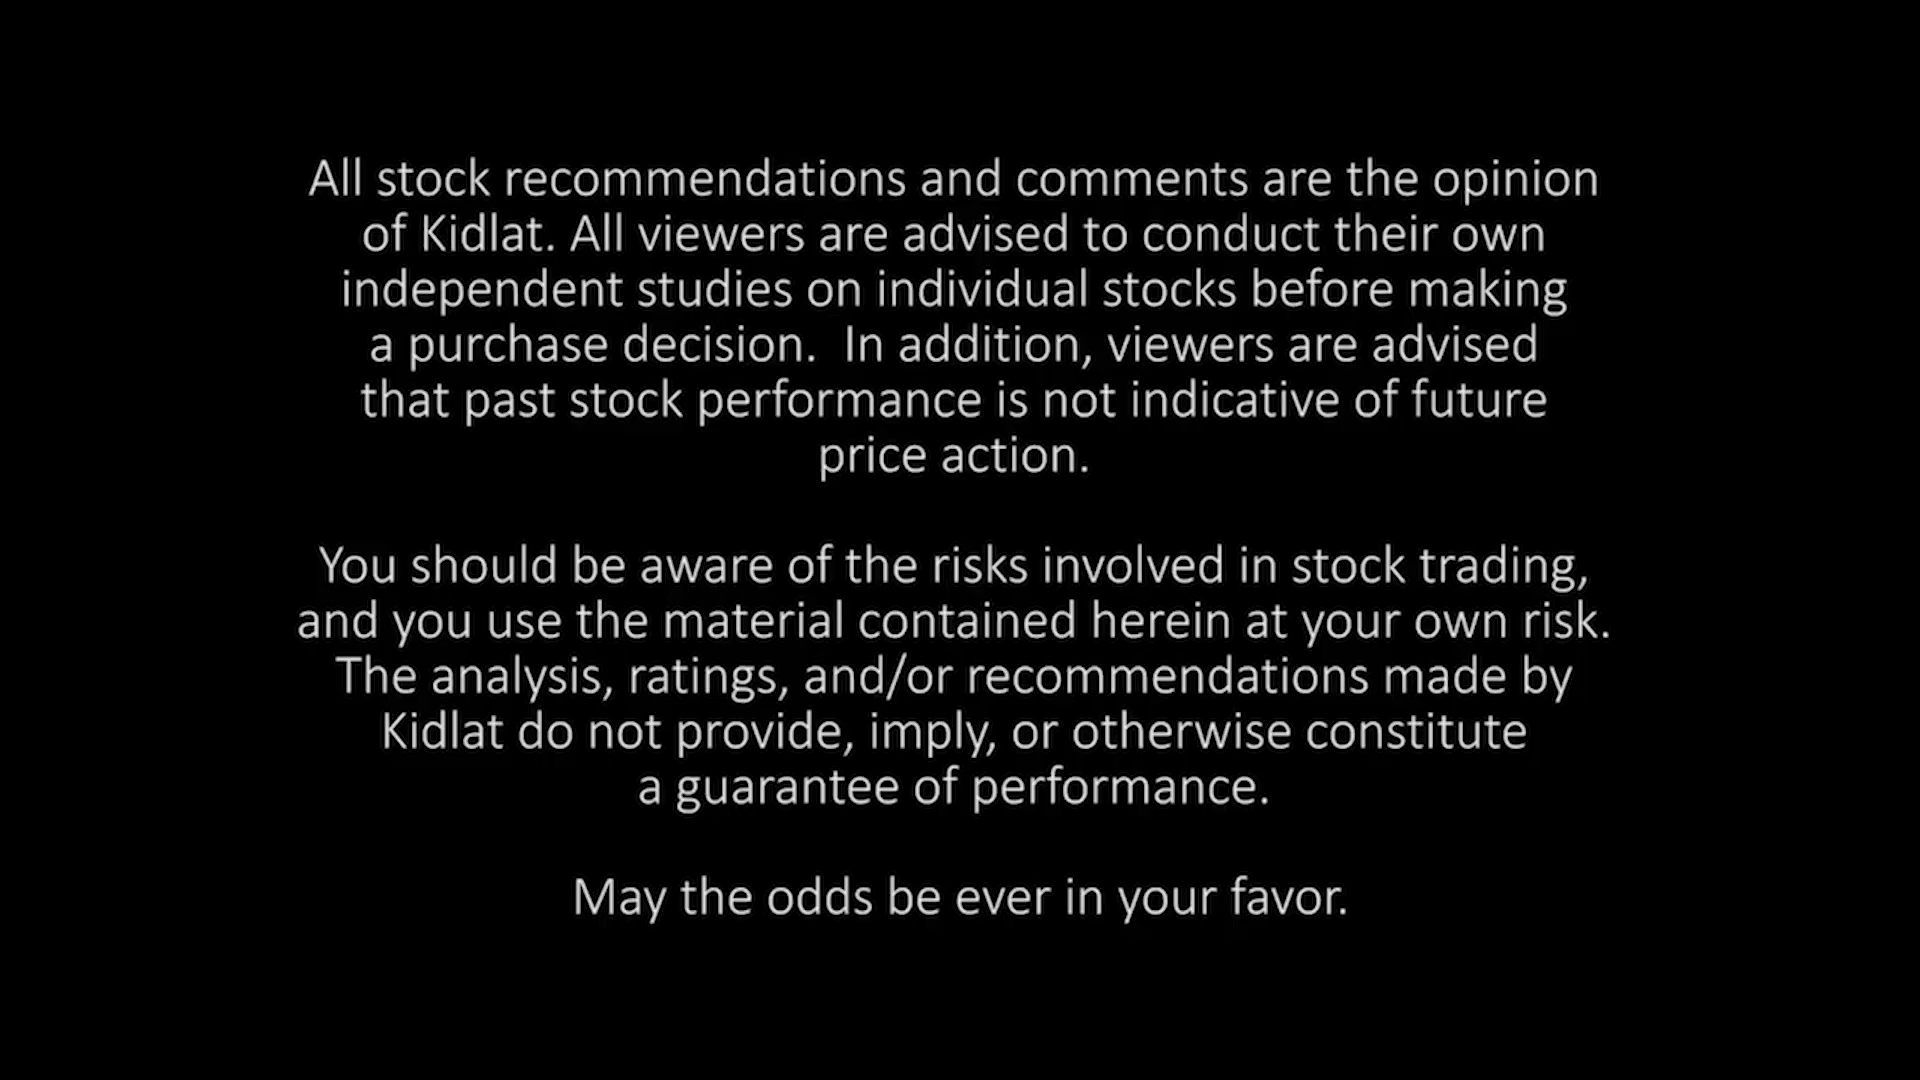 All stock recommendations and comments are the opinion
of Kidlat. All viewers are advised to conduct their own
independent studies on individual stocks before making
a purchase decision.  In addition, viewers are advised
that past stock performance is not indicative of future
price action.
You should be aware of the risks involved in stock trading,
and you use the material contained herein at your own risk.
The analysis, ratings, and/or recommendations made by
Kidlat do not provide, imply, or otherwise constitute
a guarantee of performance.
May the odds be ever in your favor.